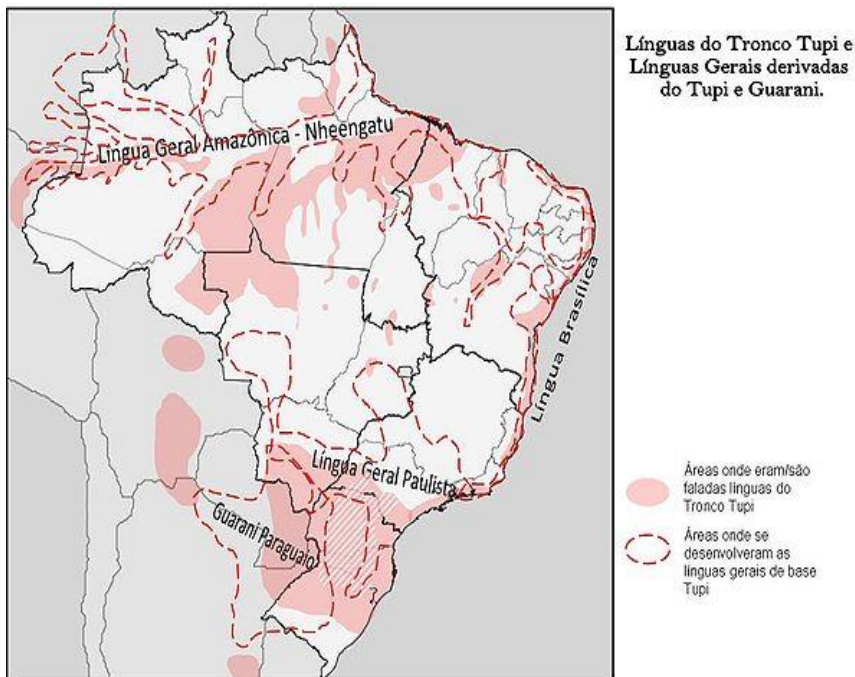 Línguas do Tronco Tupi e
Línguas Gerais derivadas
do Tupi e Guarani.
Língua Geral Amazônica - Nheengatu
Língua Brasílica
Língua Geral Paulista
Guarani Paraguaio
Áreas onde eram/são
faladas línguas do
Tronco Tupi
Áreas onde se
desenvolveram as
línguas gerais de base
Tupi